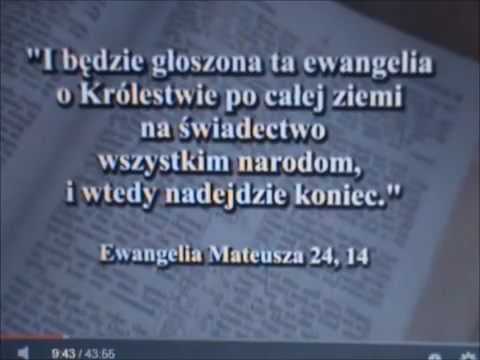 "I będzie głoszona ta ewangelia
o Królestwie po całej ziemi
na świadectwo
wszystkim narodom,
i wtedy nadejdzie koniec."
Ewangelia Mateusza 24, 14
9:43 / 43:55